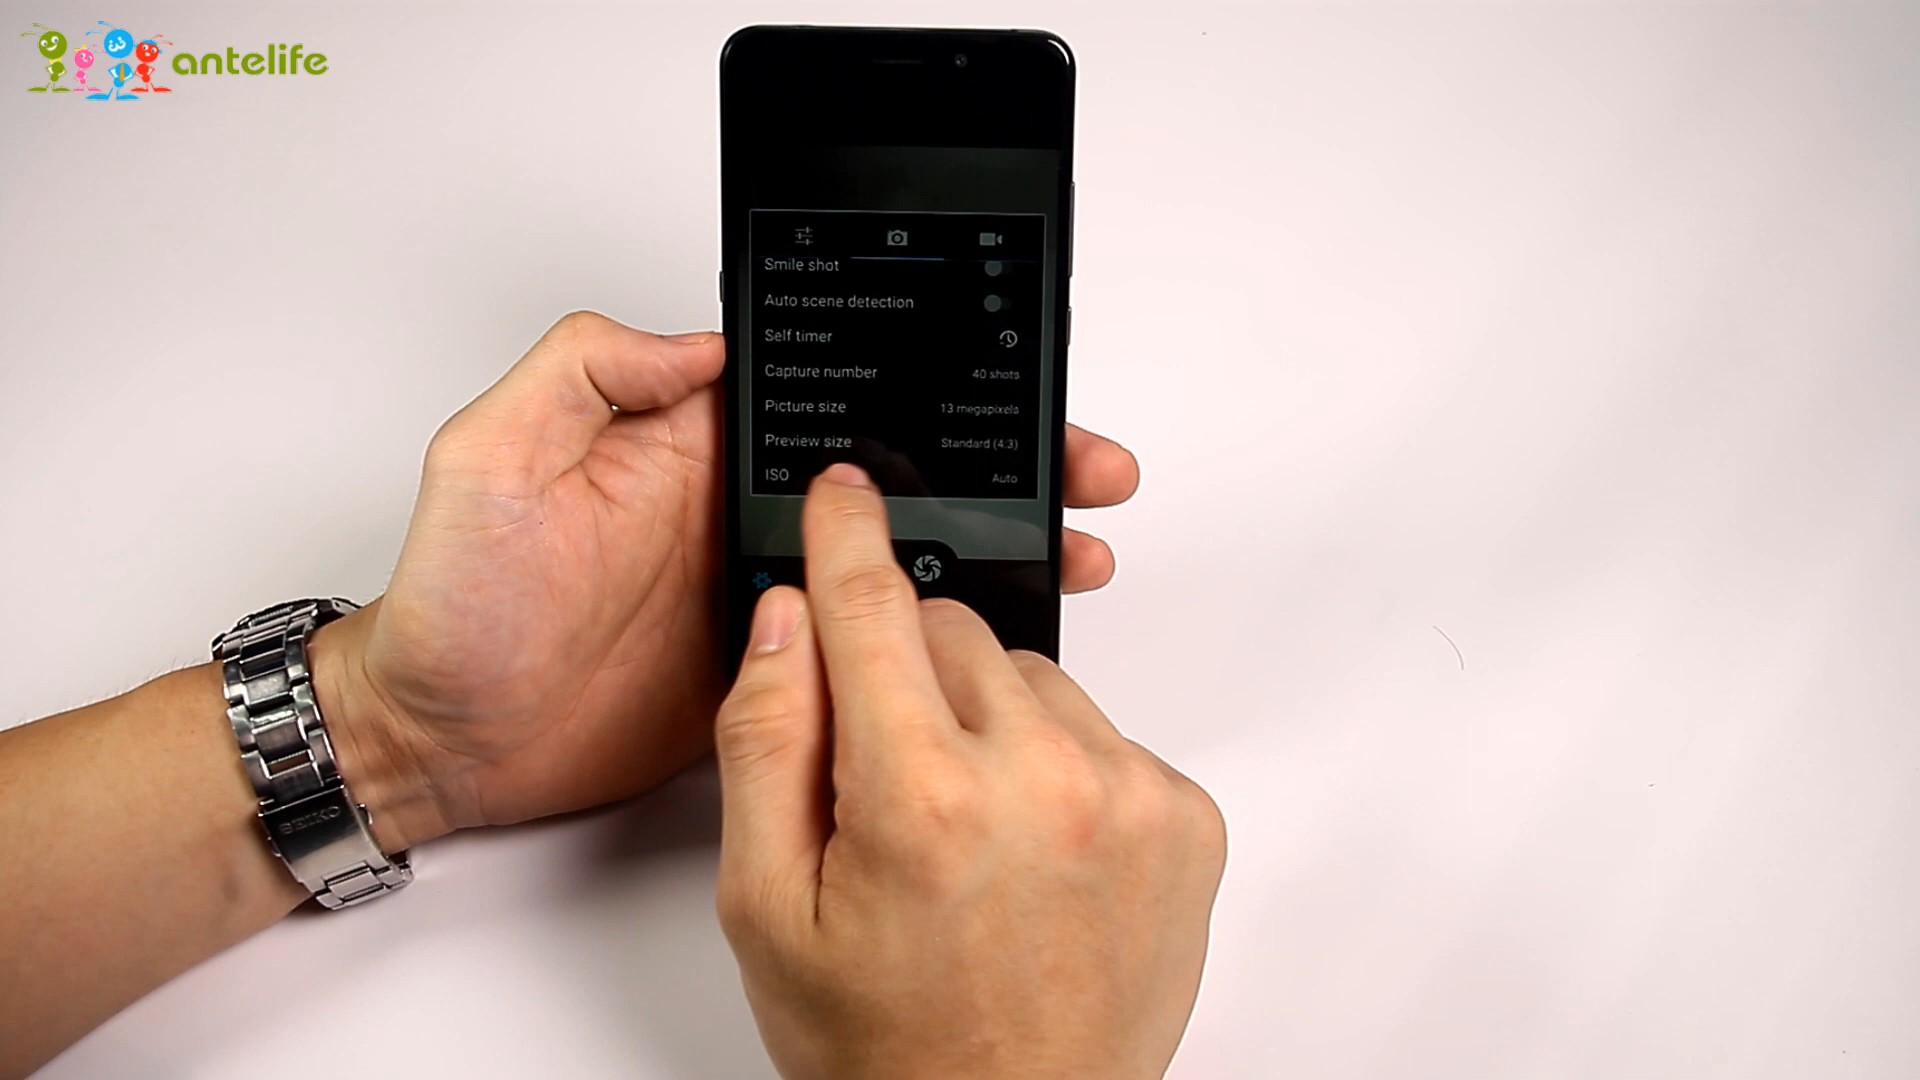 antelife
Smile shot
Auto scene detection
Self timer
Capture number 40 shots
Picture size 13 megapixels
Preview size Standard (4:3)
ISO Auto
SEIKO